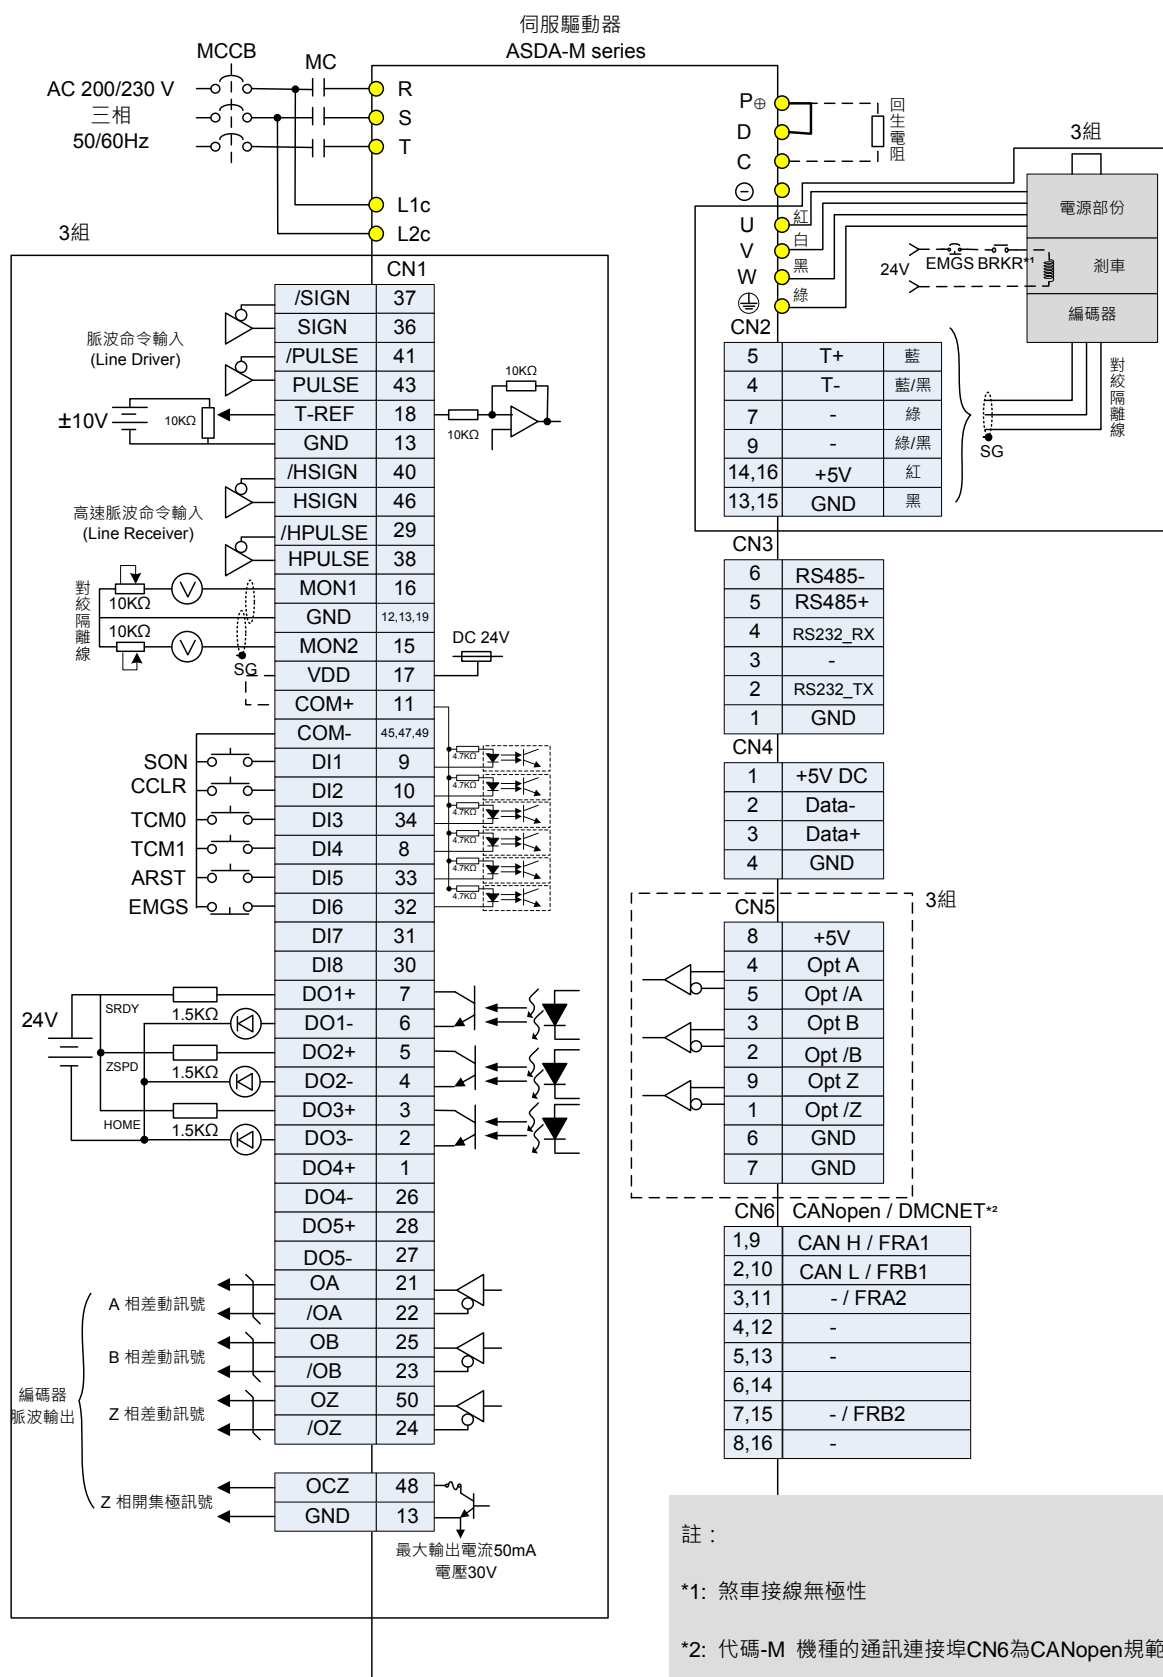 伺服驅動器
ASDA-M series
MCCB
MC
AC 200/230 V
三相
50/60Hz
R
S
T
L1c
L2c
P⊕
D
C
⊖
回生電阻
3組
U
V
W
紅
白
黑
綠
電源部份
24V
EMGS BRKR*¹
剎車
編碼器
3組
CN1
/SIGN 37
SIGN 36
/PULSE 41
PULSE 43
T-REF 18
GND 13
/HSIGN 40
HSIGN 46
/HPULSE 29
HPULSE 38
MON1 16
GND 12,13,19
MON2 15
VDD 17
COM+ 11
COM- 45,47,49
DI1 9
DI2 10
DI3 34
DI4 8
DI5 33
DI6 32
DI7 31
DI8 30
DO1+ 7
DO1- 6
DO2+ 5
DO2- 4
DO3+ 3
DO3- 2
DO4+ 1
DO4- 26
DO5+ 28
DO5- 27
OA 21
/OA 22
OB 25
/OB 23
OZ 50
/OZ 24
OCZ 48
GND 13
脈波命令輸入
(Line Driver)
±10V
10KΩ
10KΩ
10KΩ
高速脈波命令輸入
(Line Receiver)
對絞隔離線
10KΩ
V
10KΩ
V
SG
DC 24V
SON
CCLR
TCM0
TCM1
ARST
EMGS
4.7KΩ
4.7KΩ
4.7KΩ
4.7KΩ
4.7KΩ
4.7KΩ
24V
SRDY
1.5KΩ
ZSPD
1.5KΩ
HOME
1.5KΩ
A 相差動訊號
B 相差動訊號
編碼器
脈波輸出
Z 相差動訊號
Z 相開集極訊號
最大輸出電流50mA
電壓30V
CN2
5 T+ 藍
4 T- 藍/黑
7 - 綠
9 - 綠/黑
14,16 +5V 紅
13,15 GND 黑
SG
對絞隔離線
CN3
6 RS485-
5 RS485+
4 RS232_RX
3 -
2 RS232_TX
1 GND
CN4
1 +5V DC
2 Data-
3 Data+
4 GND
CN5
3組
8 +5V
4 Opt A
5 Opt /A
3 Opt B
2 Opt /B
9 Opt Z
1 Opt /Z
6 GND
7 GND
CN6 CANopen / DMCNET*²
1,9 CAN H / FRA1
2,10 CAN L / FRB1
3,11 - / FRA2
4,12 -
5,13 -
6,14
7,15 - / FRB2
8,16 -
註：
*1: 煞車接線無極性
*2: 代碼-M 機種的通訊連接埠CN6為CANopen規範